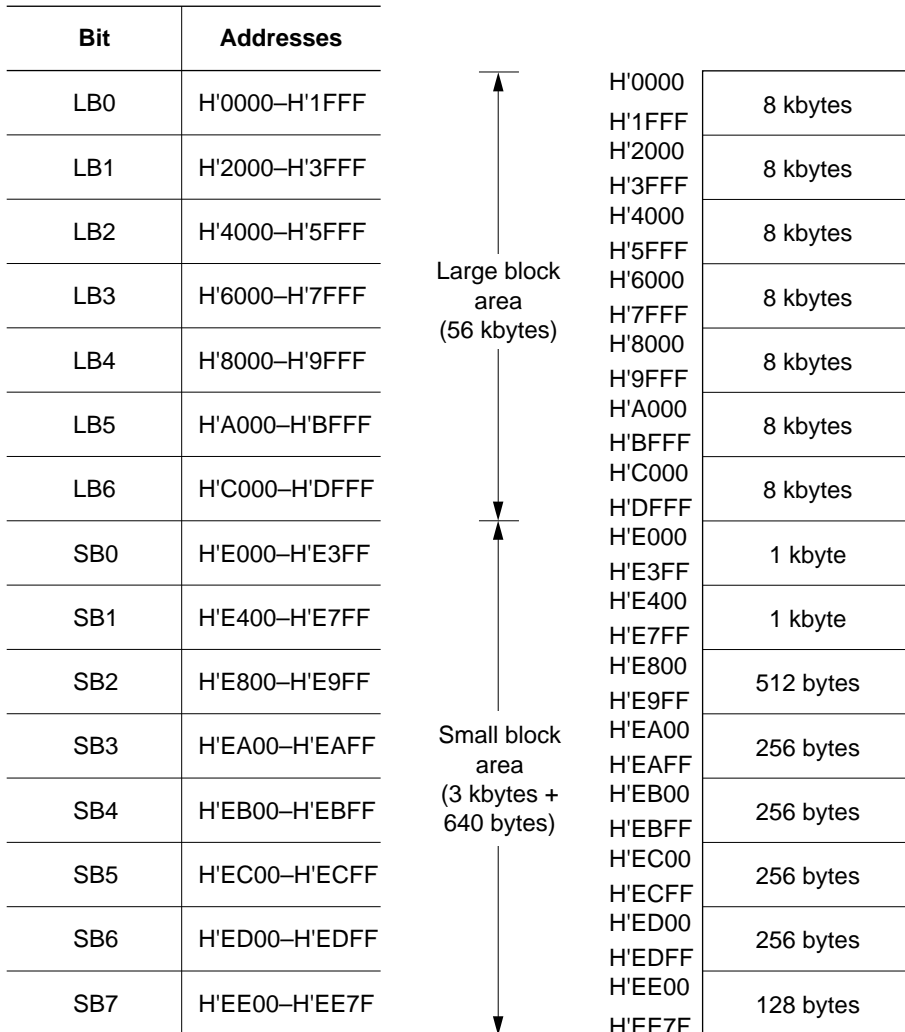 Bit Addresses
LB0 H'0000–H'1FFF
LB1 H'2000–H'3FFF
LB2 H'4000–H'5FFF
LB3 H'6000–H'7FFF
LB4 H'8000–H'9FFF
LB5 H'A000–H'BFFF
LB6 H'C000–H'DFFF
SB0 H'E000–H'E3FF
SB1 H'E400–H'E7FF
SB2 H'E800–H'E9FF
SB3 H'EA00–H'EAFF
SB4 H'EB00–H'EBFF
SB5 H'EC00–H'ECFF
SB6 H'ED00–H'EDFF
SB7 H'EE00–H'EE7F
Large block
area
(56 kbytes)
Small block
area
(3 kbytes +
640 bytes)
H'0000
8 kbytes
H'1FFF
H'2000
8 kbytes
H'3FFF
H'4000
8 kbytes
H'5FFF
H'6000
8 kbytes
H'7FFF
H'8000
8 kbytes
H'9FFF
H'A000
8 kbytes
H'BFFF
H'C000
8 kbytes
H'DFFF
H'E000
1 kbyte
H'E3FF
H'E400
1 kbyte
H'E7FF
H'E800
512 bytes
H'E9FF
H'EA00
256 bytes
H'EAFF
H'EB00
256 bytes
H'EBFF
H'EC00
256 bytes
H'ECFF
H'ED00
256 bytes
H'EDFF
H'EE00
128 bytes
H'EE7F